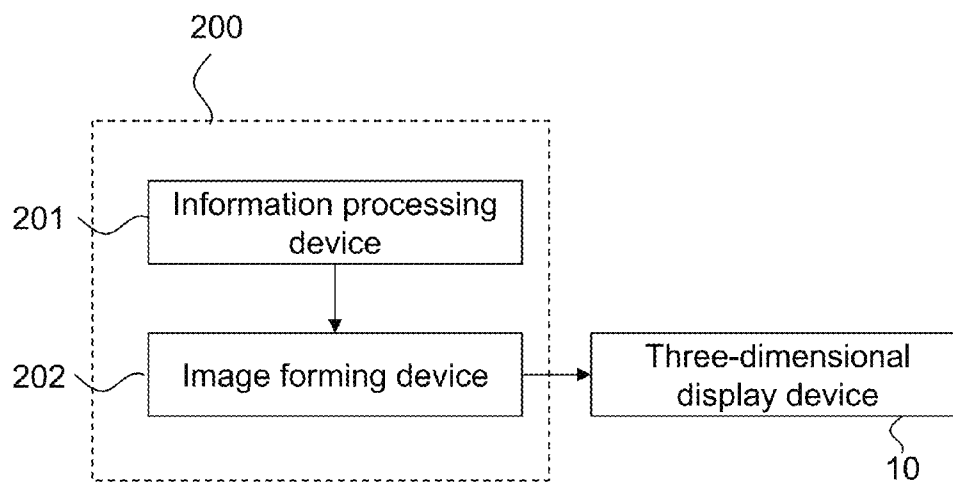 200
201
Information processing
device
202
Image forming device
Three-dimensional
display device
10